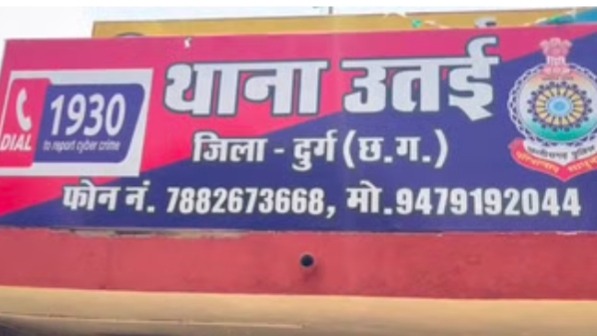 थाना उतई
DIAL
1930
to report cyber crime
जिला - दुर्ग (छ.ग.)
फोन नं. 7882673668, मो.9479192044